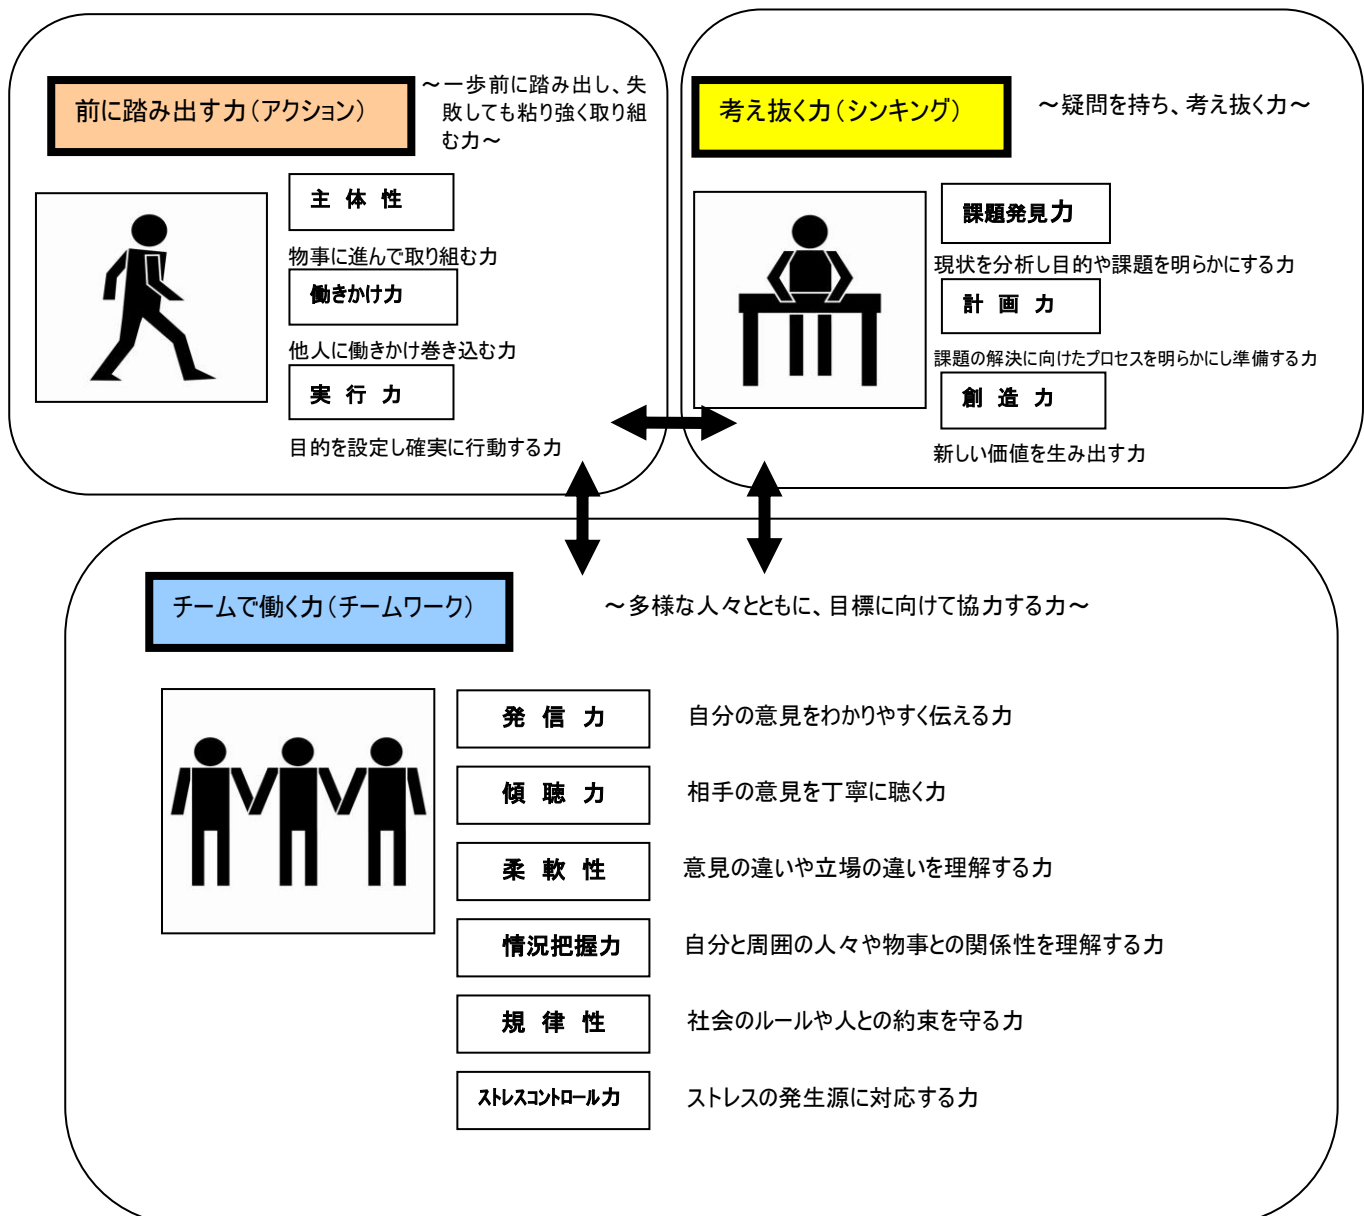 前に踏み出す力（アクション）
～一歩前に踏み出し、失
敗しても粘り強く取り組
む力～
主 体 性
物事に進んで取り組む力
働きかけ力
他人に働きかけ巻き込む力
実 行 力
目的を設定し確実に行動する力
考え抜く力（シンキング）
～疑問を持ち、考え抜く力～
課題発見力
現状を分析し目的や課題を明らかにする力
計 画 力
課題の解決に向けたプロセスを明らかにし準備する力
創 造 力
新しい価値を生み出す力
チームで働く力（チームワーク）
～多様な人々とともに、目標に向けて協力する力～
発 信 力
自分の意見をわかりやすく伝える力
傾 聴 力
相手の意見を丁寧に聴く力
柔 軟 性
意見の違いや立場の違いを理解する力
情況把握力
自分と周囲の人々や物事との関係性を理解する力
規 律 性
社会のルールや人との約束を守る力
ストレスコントロール力
ストレスの発生源に対応する力